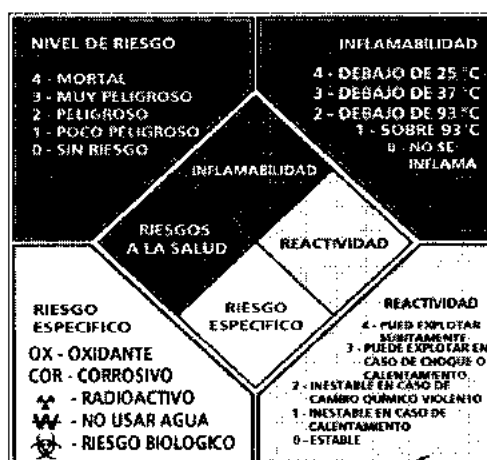 NIVEL DE RIESGO
4 - MORTAL
3 - MUY PELIGROSO
2 - PELIGROSO
1 - POCO PELIGROSO
0 - SIN RIESGO
INFLAMABILIDAD
4 - DEBAJO DE 25 °C
3 - DEBAJO DE 37 °C
2 - DEBAJO DE 93 °C
1 - SOBRE 93°C
0 - NO SE
INFLAMA
INFLAMABILIDAD
RIESGOS
A LA SALUD
REACTIVIDAD
RIESGO
ESPECIFICO
RIESGO
ESPECIFICO
OX - OXIDANTE
COR - CORROSIVO
- RADIOACTIVO
W - NO USAR AGUA
- RIESGO BIOLOGICO
REACTIVIDAD
4 - PUED EXPLOTAR
SUBITAMENTE
3 - PUEDE EXPLOTAR EN
CASO DE CHOQUE O
CALENTAMIENTO
2 - INESTABLE EN CASO DE
CAMBIO QUÍMICO VIOLENTO
1 - INESTABLE EN CASO DE
CALENTAMIENTO
0 - ESTABLE